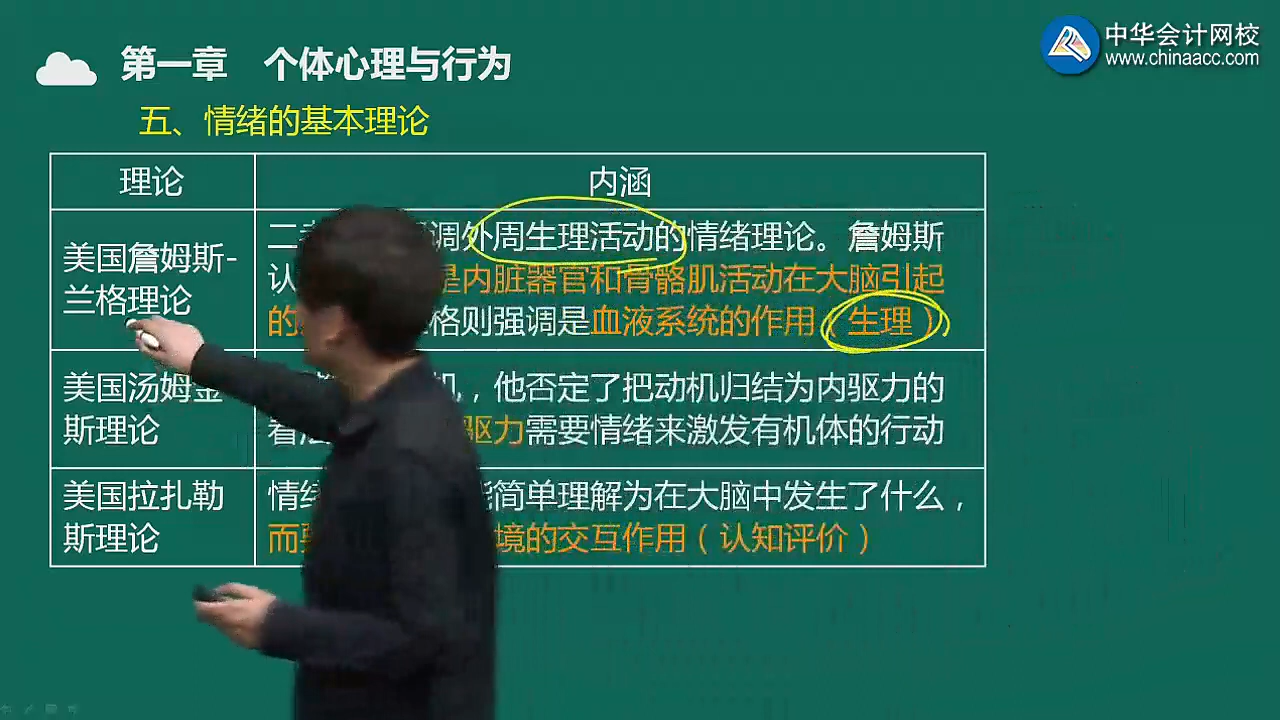 中华会计网校
www.chinaacc.com
第一章 个体心理与行为
五、情绪的基本理论
理论
内涵
美国詹姆斯-
兰格理论
二 调外周生理活动的情绪理论。詹姆斯
认 是内脏器官和骨骼肌活动在大脑引起
的 格则强调是血液系统的作用（生理）
美国汤姆金
斯理论
机，他否定了把动机归结为内驱力的
看法 驱力需要情绪来激发有机体的行动
美国拉扎勒
斯理论
情绪 能简单理解为在大脑中发生了什么，
而要 境的交互作用（认知评价）